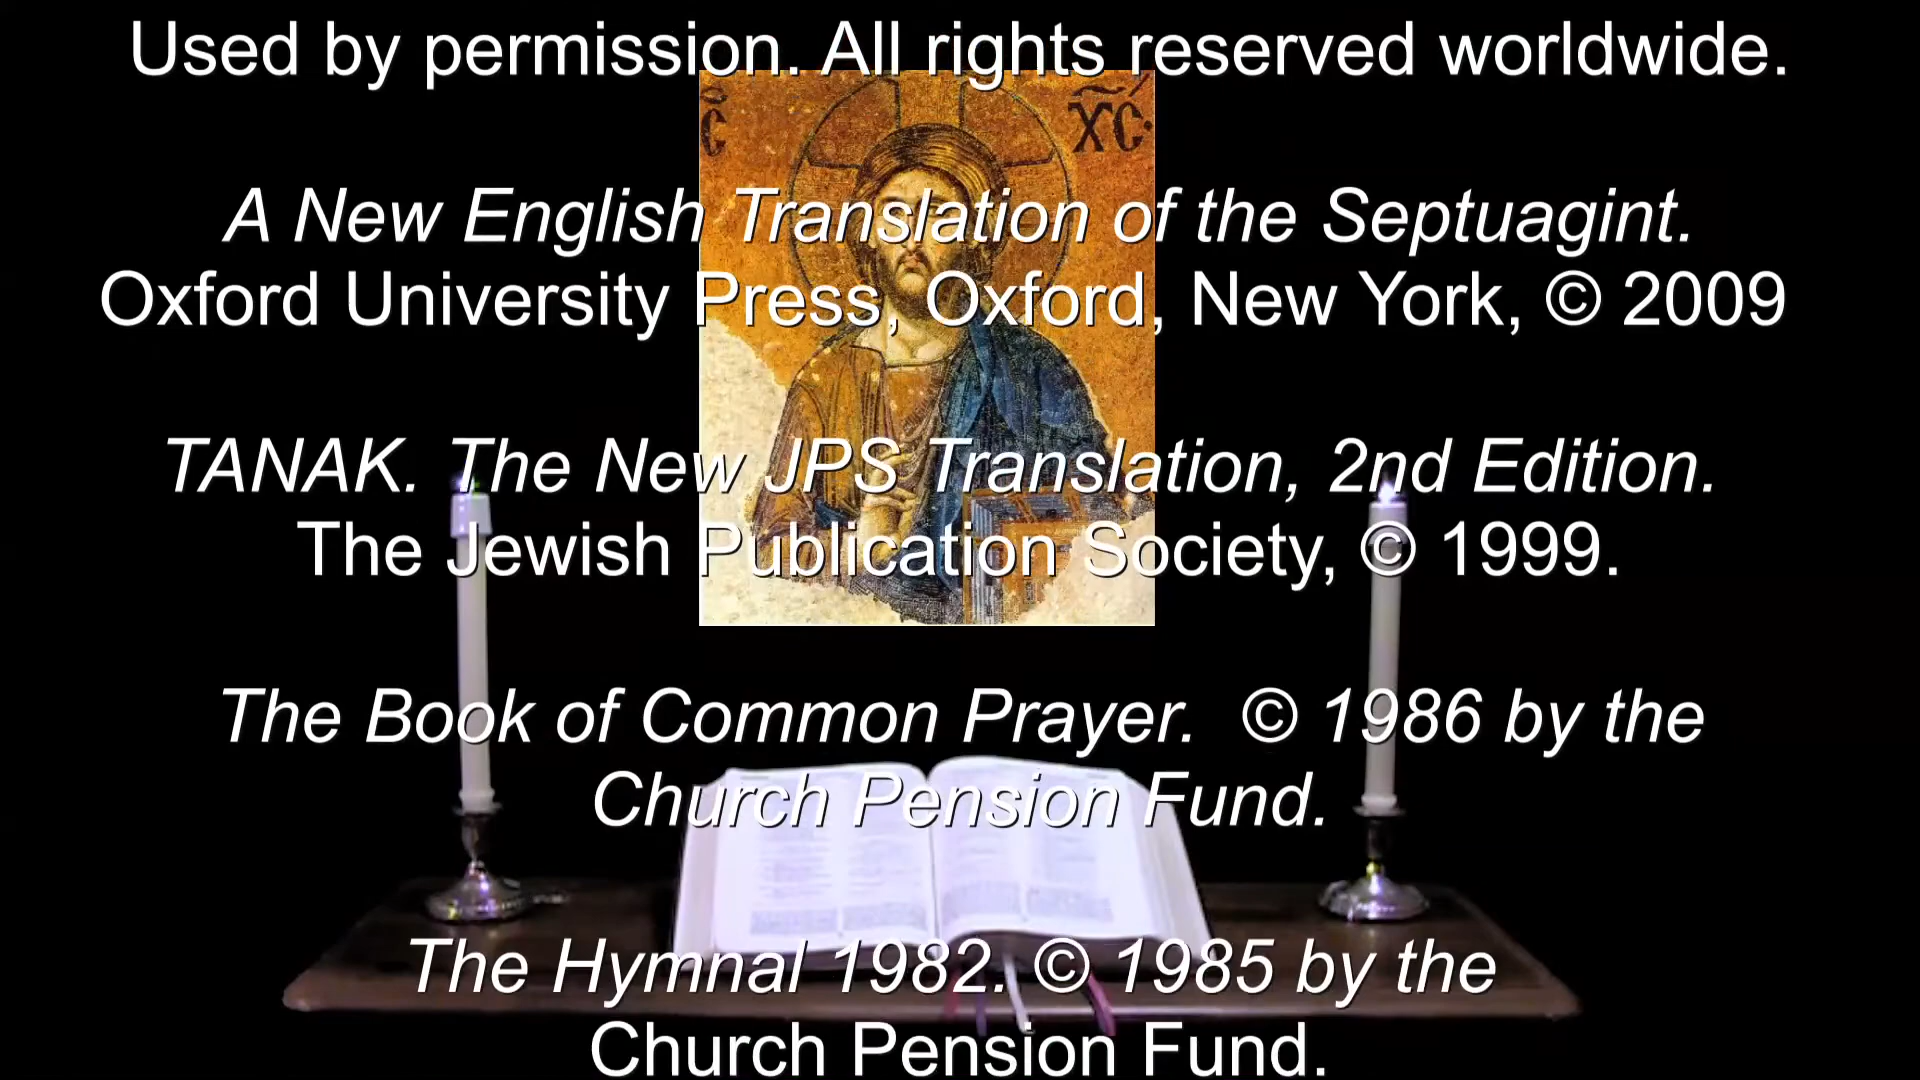 Used by permission. All rights reserved worldwide.
C̄
XC
A New English Translation of the Septuagint.
Oxford University Press, Oxford, New York, © 2009
TANAK. The New JPS Translation, 2nd Edition.
The Jewish Publication Society, © 1999.
The Book of Common Prayer. © 1986 by the
Church Pension Fund.
The Hymnal 1982. © 1985 by the
Church Pension Fund.